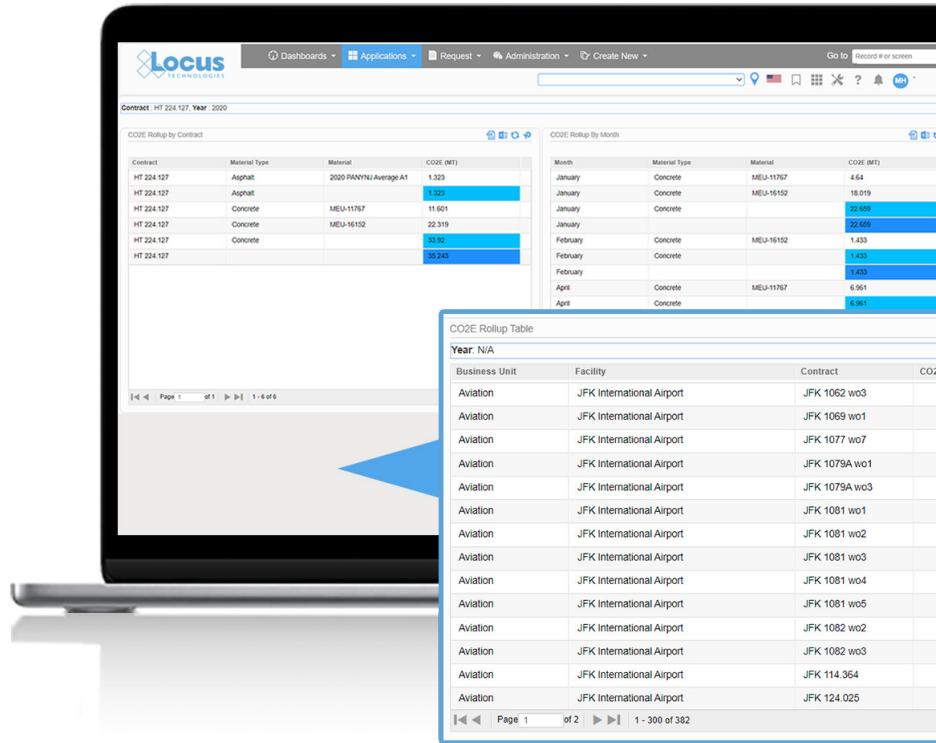 Locus
TECHNOLOGIES
Dashboards Applications Request Administration Create New Go to Record # or screen
MH
Contract : HT 224.127, Year : 2020
CO2E Rollup by Contract
Contract Material Type Material CO2E (MT)
HT 224.127 Asphalt 2020 PANYNJ Average A1 1.323
HT 224.127 Asphalt 1.323
HT 224.127 Concrete MEU-11767 11.601
HT 224.127 Concrete MEU-16152 22.319
HT 224.127 Concrete 33.92
HT 224.127 35.243
Page 1 of 1 1 - 6 of 6
CO2E Rollup By Month
Month Material Type Material CO2E (MT)
January Concrete MEU-11767 4.64
January Concrete MEU-16152 18.019
January Concrete 22.659
January 22.659
February Concrete MEU-16152 1.433
February Concrete 1.433
February 1.433
April Concrete MEU-11767 6.961
April Concrete 6.961
CO2E Rollup Table
Year: N/A
Business Unit Facility Contract CO2
Aviation JFK International Airport JFK 1062 wo3
Aviation JFK International Airport JFK 1069 wo1
Aviation JFK International Airport JFK 1077 wo7
Aviation JFK International Airport JFK 1079A wo1
Aviation JFK International Airport JFK 1079A wo3
Aviation JFK International Airport JFK 1081 wo1
Aviation JFK International Airport JFK 1081 wo2
Aviation JFK International Airport JFK 1081 wo3
Aviation JFK International Airport JFK 1081 wo4
Aviation JFK International Airport JFK 1081 wo5
Aviation JFK International Airport JFK 1082 wo2
Aviation JFK International Airport JFK 1082 wo3
Aviation JFK International Airport JFK 114.364
Aviation JFK International Airport JFK 124.025
Page 1 of 2 1 - 300 of 382